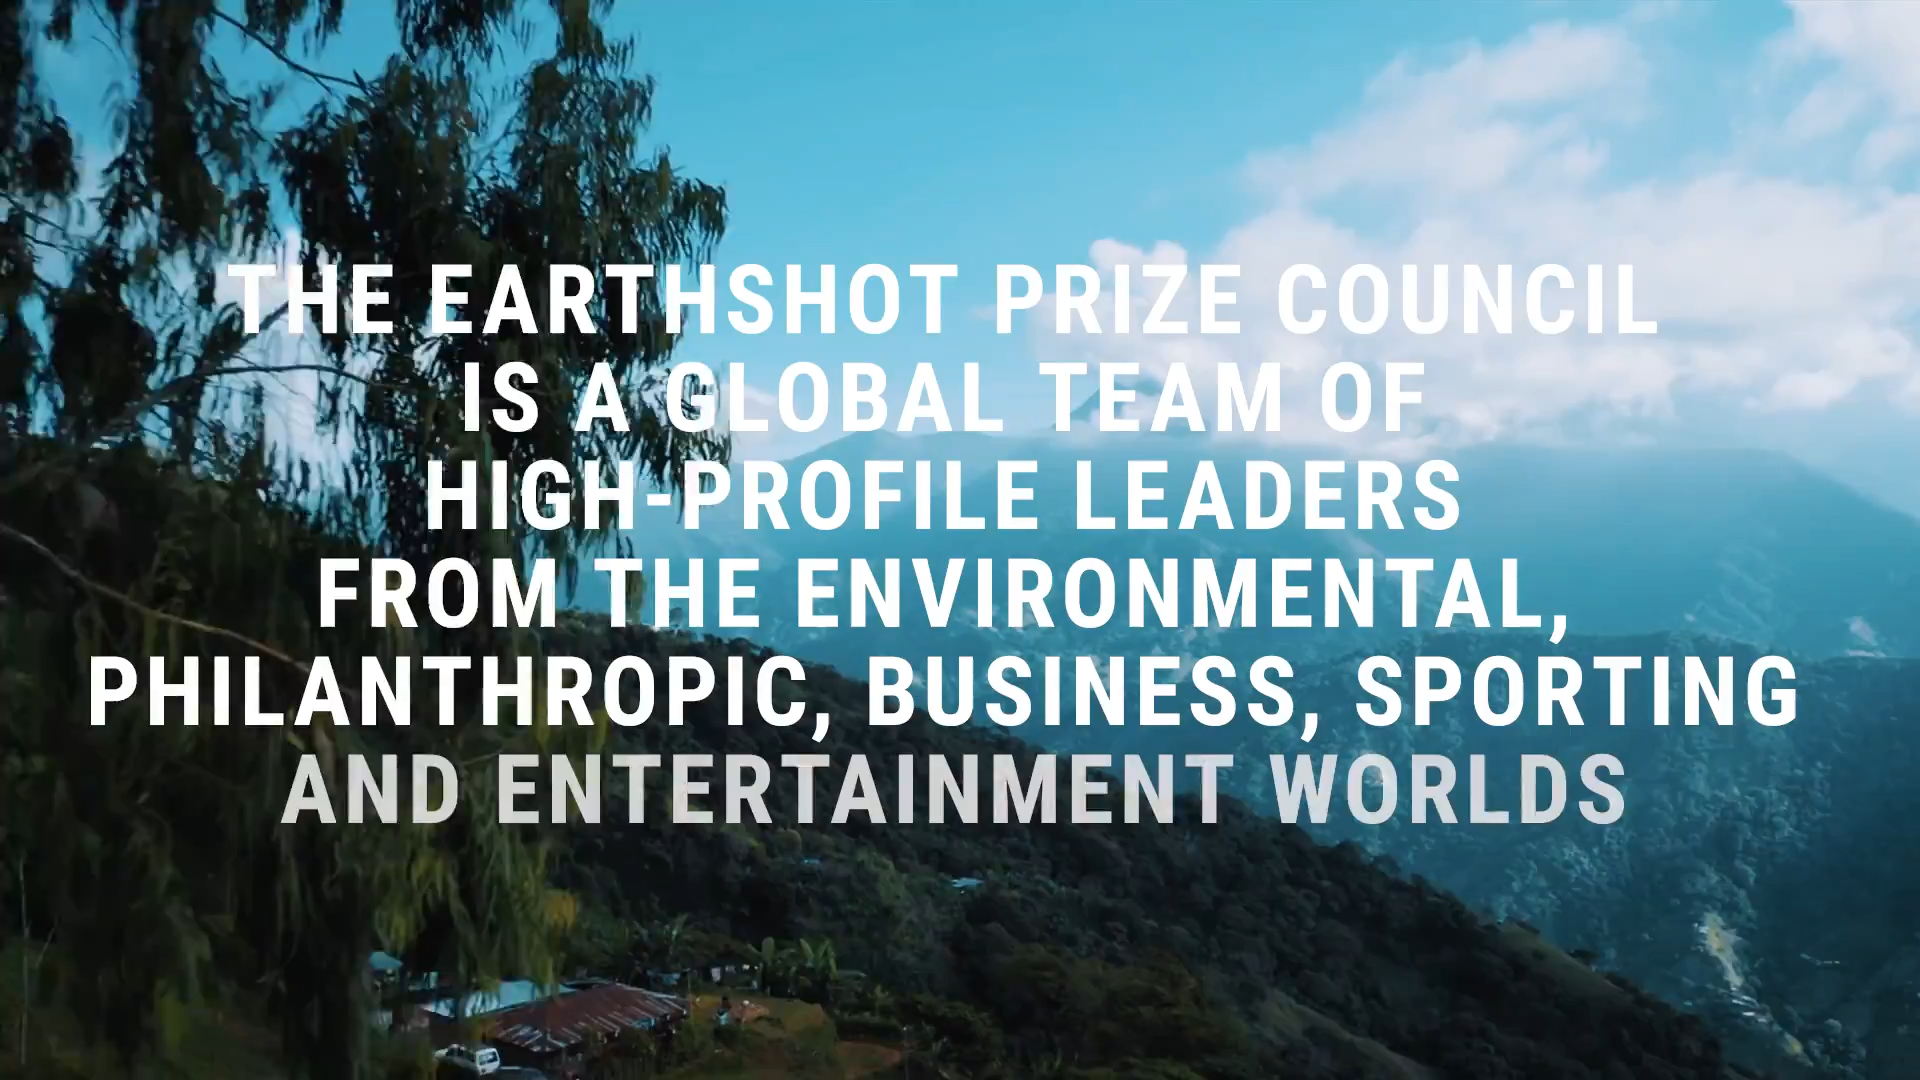 THE EARTHSHOT PRIZE COUNCIL
IS A GLOBAL TEAM OF
HIGH-PROFILE LEADERS
FROM THE ENVIRONMENTAL,
PHILANTHROPIC, BUSINESS, SPORTING
AND ENTERTAINMENT WORLDS